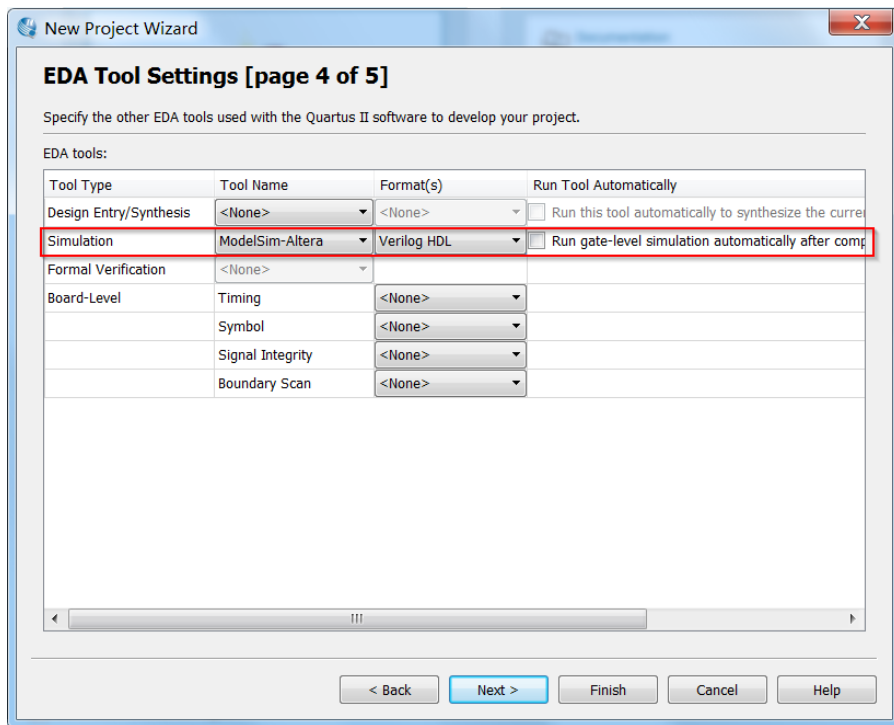 New Project Wizard
EDA Tool Settings [page 4 of 5]
Specify the other EDA tools used with the Quartus II software to develop your project.
EDA tools:
Tool Type Tool Name Format(s) Run Tool Automatically
Design Entry/Synthesis <None> <None> Run this tool automatically to synthesize the curre
Simulation ModelSim-Altera Verilog HDL Run gate-level simulation automatically after comp
Formal Verification <None>
Board-Level Timing <None>
Symbol <None>
Signal Integrity <None>
Boundary Scan <None>
< Back Next > Finish Cancel Help